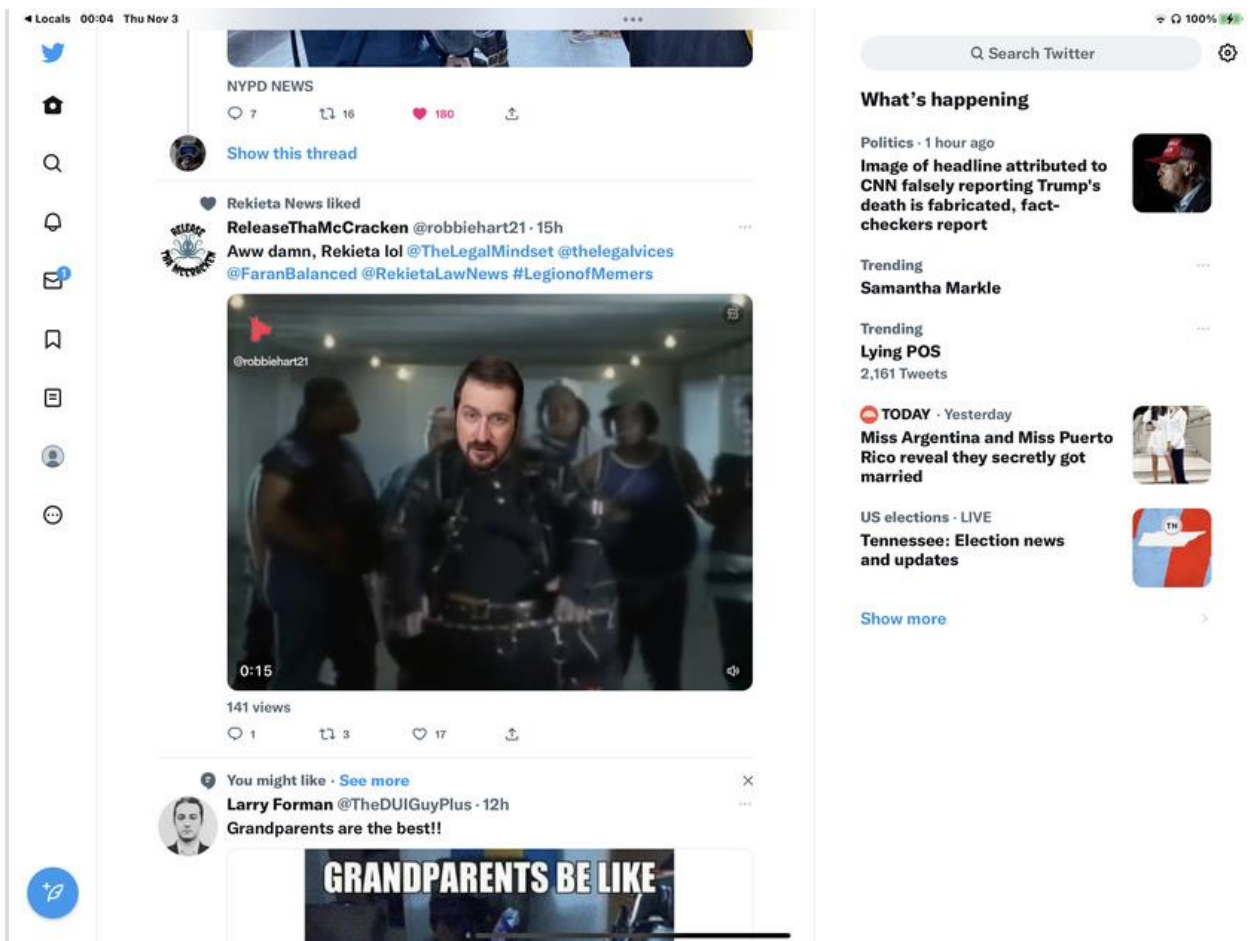 Locals 00:04 Thu Nov 3
100%
NYPD NEWS
7 16 180
Show this thread
Rekieta News liked
RELEASE
THA MCCRACKEN
ReleaseThaMcCracken @robbiehart21 · 15h
Aww damn, Rekieta lol @TheLegalMindset @thelegalvices
@FaranBalanced @RekietaLawNews #LegionofMemers
@robbiehart21
0:15
141 views
1 3 17
You might like · See more
Larry Forman @TheDUIGuyPlus · 12h
Grandparents are the best!!
GRANDPARENTS BE LIKE
1
Search Twitter
What's happening
Politics · 1 hour ago
Image of headline attributed to
CNN falsely reporting Trump's
death is fabricated, fact-
checkers report
Trending
Samantha Markle
Trending
Lying POS
2,161 Tweets
TODAY · Yesterday
Miss Argentina and Miss Puerto
Rico reveal they secretly got
married
US elections · LIVE
Tennessee: Election news
and updates
TN
Show more